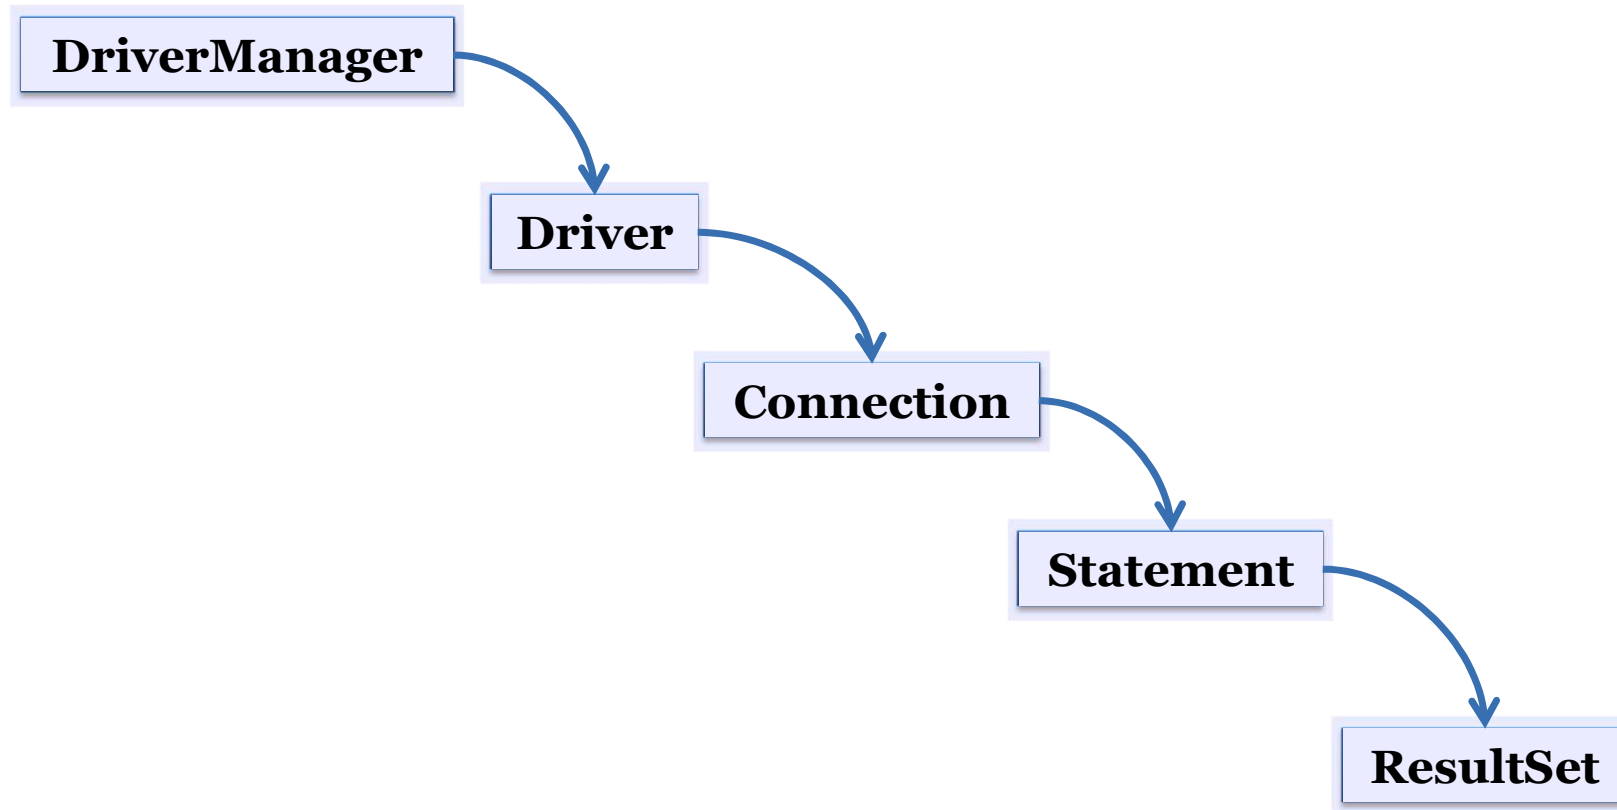 DriverManager
Driver
Connection
Statement
ResultSet